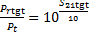 P_rtgt / P_t = 10^(S_21tgt / 10)